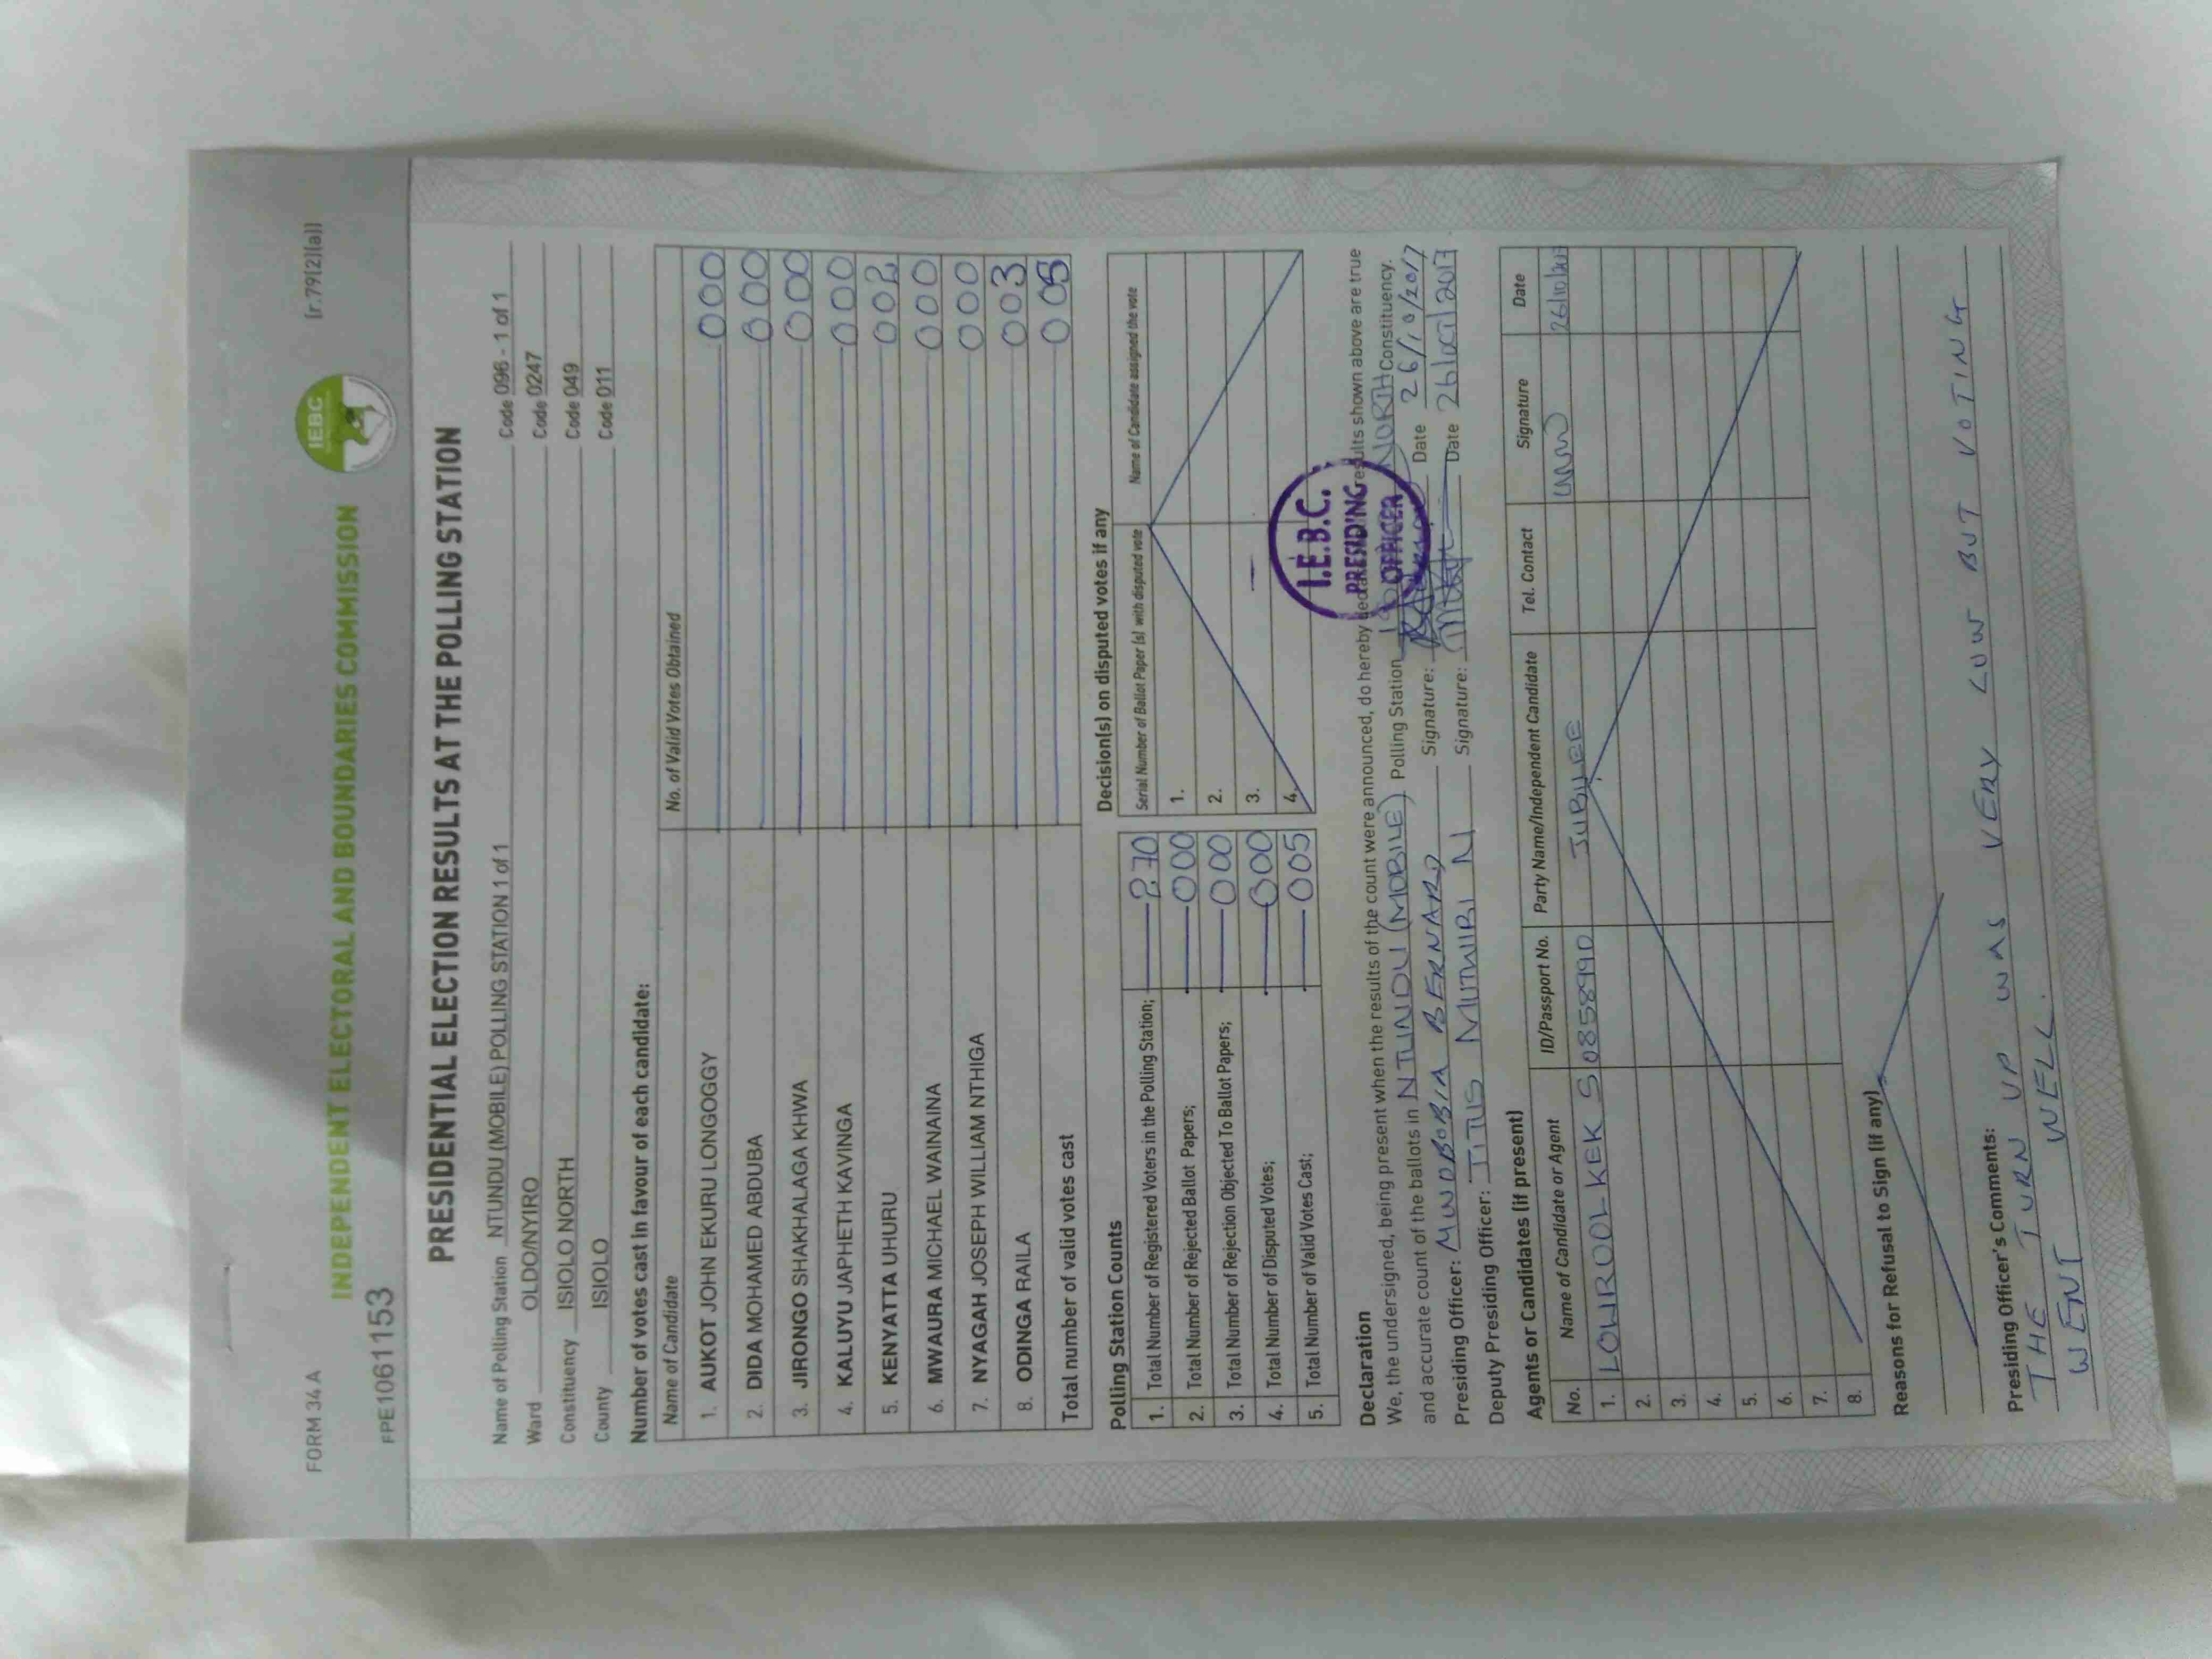 FORM 34 A
(r.79(2)(a))
IEBC
INDEPENDENT ELECTORAL AND BOUNDARIES COMMISSION
FPE1061153
PRESIDENTIAL ELECTION RESULTS AT THE POLLING STATION
Name of Polling Station NTUNDU (MOBILE) POLLING STATION 1 of 1 Code 096 - 1 of 1
Ward OLDO/NYIRO Code 0247
Constituency ISIOLO NORTH Code 049
County ISIOLO Code 011
Number of votes cast in favour of each candidate:
Name of Candidate No. of Valid Votes Obtained
1. AUKOT JOHN EKURU LONGOGGY 000
2. DIDA MOHAMED ABDUBA 000
3. JIRONGO SHAKHALAGA KHWA 000
4. KALUYU JAPHETH KAVINGA 000
5. KENYATTA UHURU 002
6. MWAURA MICHAEL WAINAINA 000
7. NYAGAH JOSEPH WILLIAM NTHIGA 000
8. ODINGA RAILA 003
Total number of valid votes cast 005
Polling Station Counts
1. Total Number of Registered Voters in the Polling Station; 270
2. Total Number of Rejected Ballot Papers; 000
3. Total Number of Rejection Objected To Ballot Papers; 000
4. Total Number of Disputed Votes; 000
5. Total Number of Valid Votes Cast; 005
Decision(s) on disputed votes if any
Serial Number of Ballot Paper (s) with disputed vote Name of Candidate assigned the vote
1.
2.
3.
4.
I.E.B.C.
PRESIDING
OFFICER
Declaration
We, the undersigned, being present when the results of the count were announced, do hereby declare results shown above are true
and accurate count of the ballots in NTUNDU (MOBILE) Polling Station NORTH Constituency.
Presiding Officer: MWOBOBIA BERNARD Signature: Date 26/10/2017
Deputy Presiding Officer: TITUS MUTWIRI N Signature: Date 26/oct/2017
Agents or Candidates (if present)
No. Name of Candidate or Agent ID/Passport No. Party Name/Independent Candidate Tel. Contact Signature Date
1. LOWROOLKEK S 08558990 JUBILEE 26/10/2017
2.
3.
4.
5.
6.
7.
8.
Reasons for Refusal to Sign (if any)
Presiding Officer's Comments:
THE TURN UP WAS VERY LOW BUT VOTING
WENT WELL.